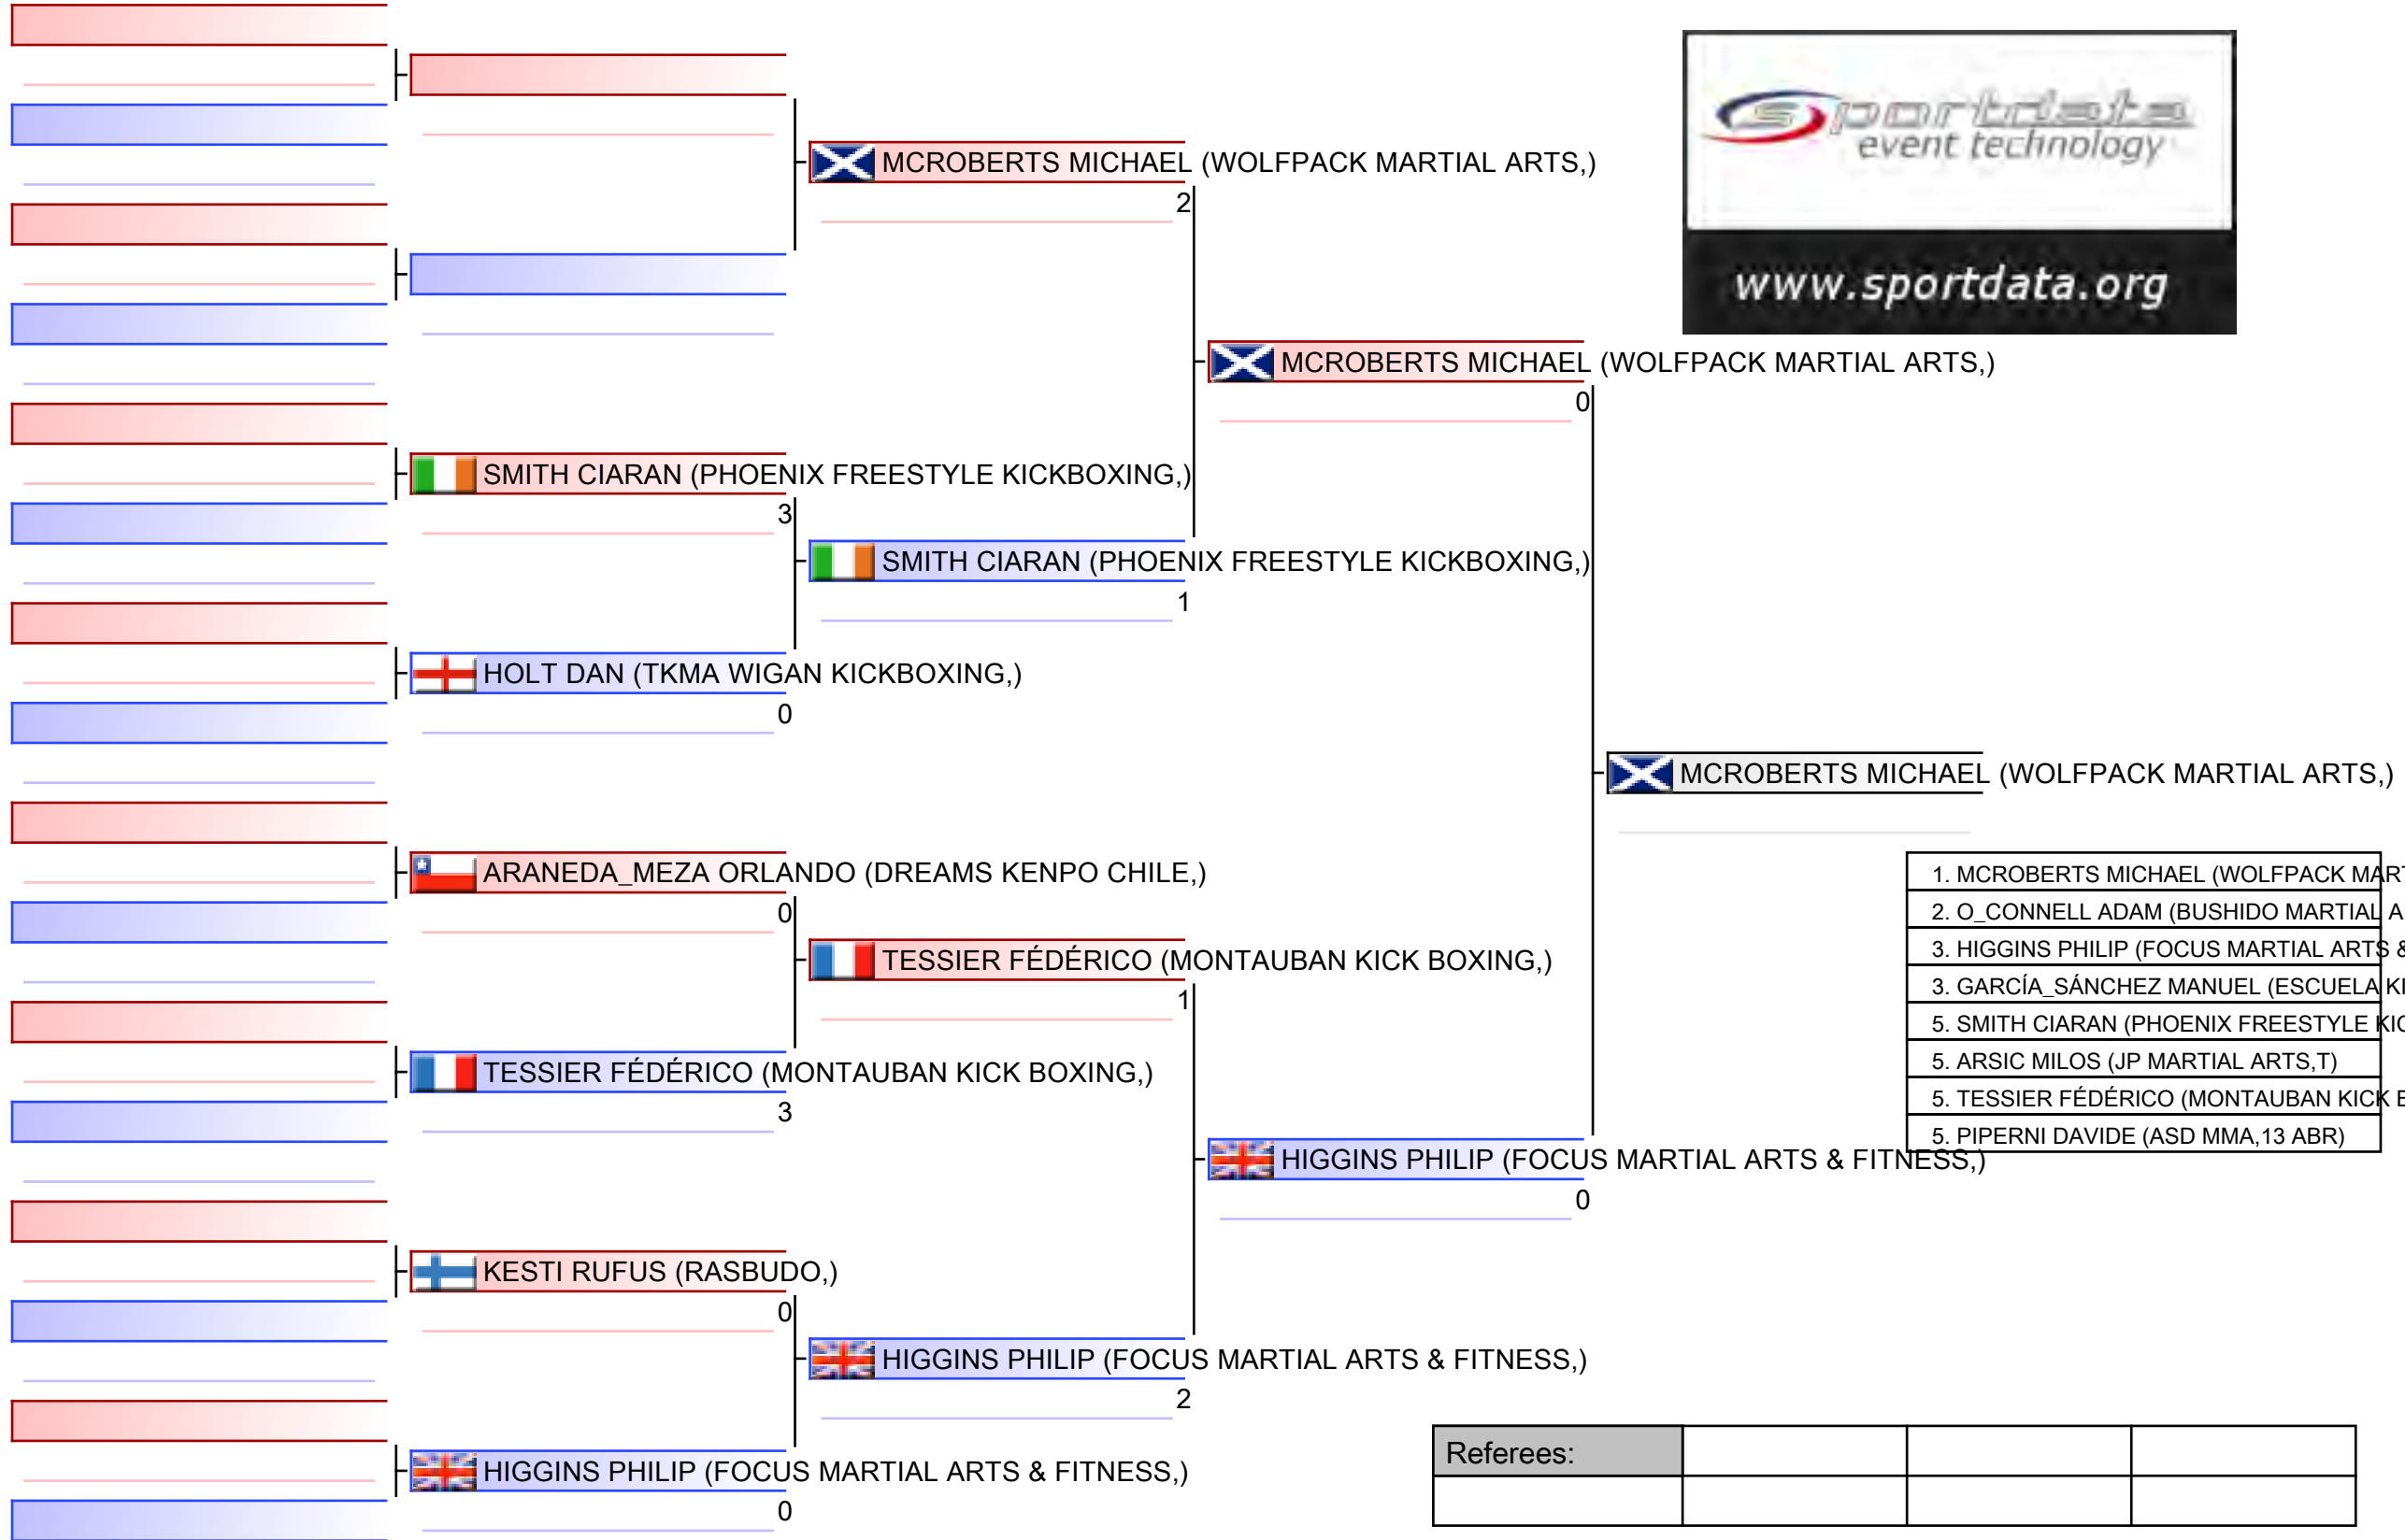 sportdata
event technology
www.sportdata.org
MCROBERTS MICHAEL (WOLFPACK MARTIAL ARTS,)
2
MCROBERTS MICHAEL (WOLFPACK MARTIAL ARTS,)
0
SMITH CIARAN (PHOENIX FREESTYLE KICKBOXING,)
3
SMITH CIARAN (PHOENIX FREESTYLE KICKBOXING,)
1
HOLT DAN (TKMA WIGAN KICKBOXING,)
0
MCROBERTS MICHAEL (WOLFPACK MARTIAL ARTS,)
ARANEDA_MEZA ORLANDO (DREAMS KENPO CHILE,)
0
TESSIER FÉDÉRICO (MONTAUBAN KICK BOXING,)
1
TESSIER FÉDÉRICO (MONTAUBAN KICK BOXING,)
3
HIGGINS PHILIP (FOCUS MARTIAL ARTS & FITNESS,)
0
KESTI RUFUS (RASBUDO,)
0
HIGGINS PHILIP (FOCUS MARTIAL ARTS & FITNESS,)
2
HIGGINS PHILIP (FOCUS MARTIAL ARTS & FITNESS,)
0
1. MCROBERTS MICHAEL (WOLFPACK MART
2. O_CONNELL ADAM (BUSHIDO MARTIAL A
3. HIGGINS PHILIP (FOCUS MARTIAL ARTS &
3. GARCÍA_SÁNCHEZ MANUEL (ESCUELA KI
5. SMITH CIARAN (PHOENIX FREESTYLE KIC
5. ARSIC MILOS (JP MARTIAL ARTS,T)
5. TESSIER FÉDÉRICO (MONTAUBAN KICK B
5. PIPERNI DAVIDE (ASD MMA,13 ABR)
Referees: